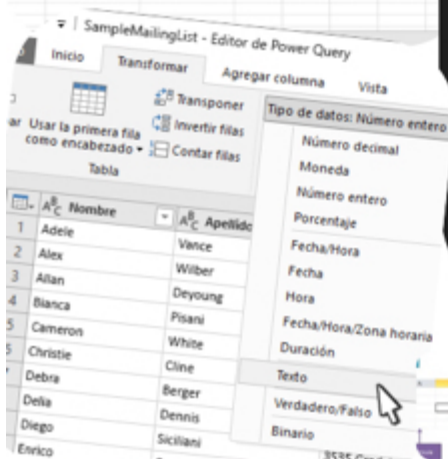 SampleMailingList - Editor de Power Query
Inicio Transformar Agregar columna Vista
Transponer
Invertir filas
Contar filas
Usar la primera fila
como encabezado
Tabla
Tipo de datos: Número entero
Número decimal
Moneda
Número entero
Porcentaje
Fecha/Hora
Fecha
Hora
Fecha/Hora/Zona horaria
Duración
Texto
Verdadero/Falso
Binario
ABC Nombre ABC Apellido
1 Adele Vance
2 Alex Wilber
3 Allan Deyoung
4 Bianca Pisani
5 Cameron White
Christie Cline
Debra Berger
Delia Dennis
Diego Siciliani
Enrico